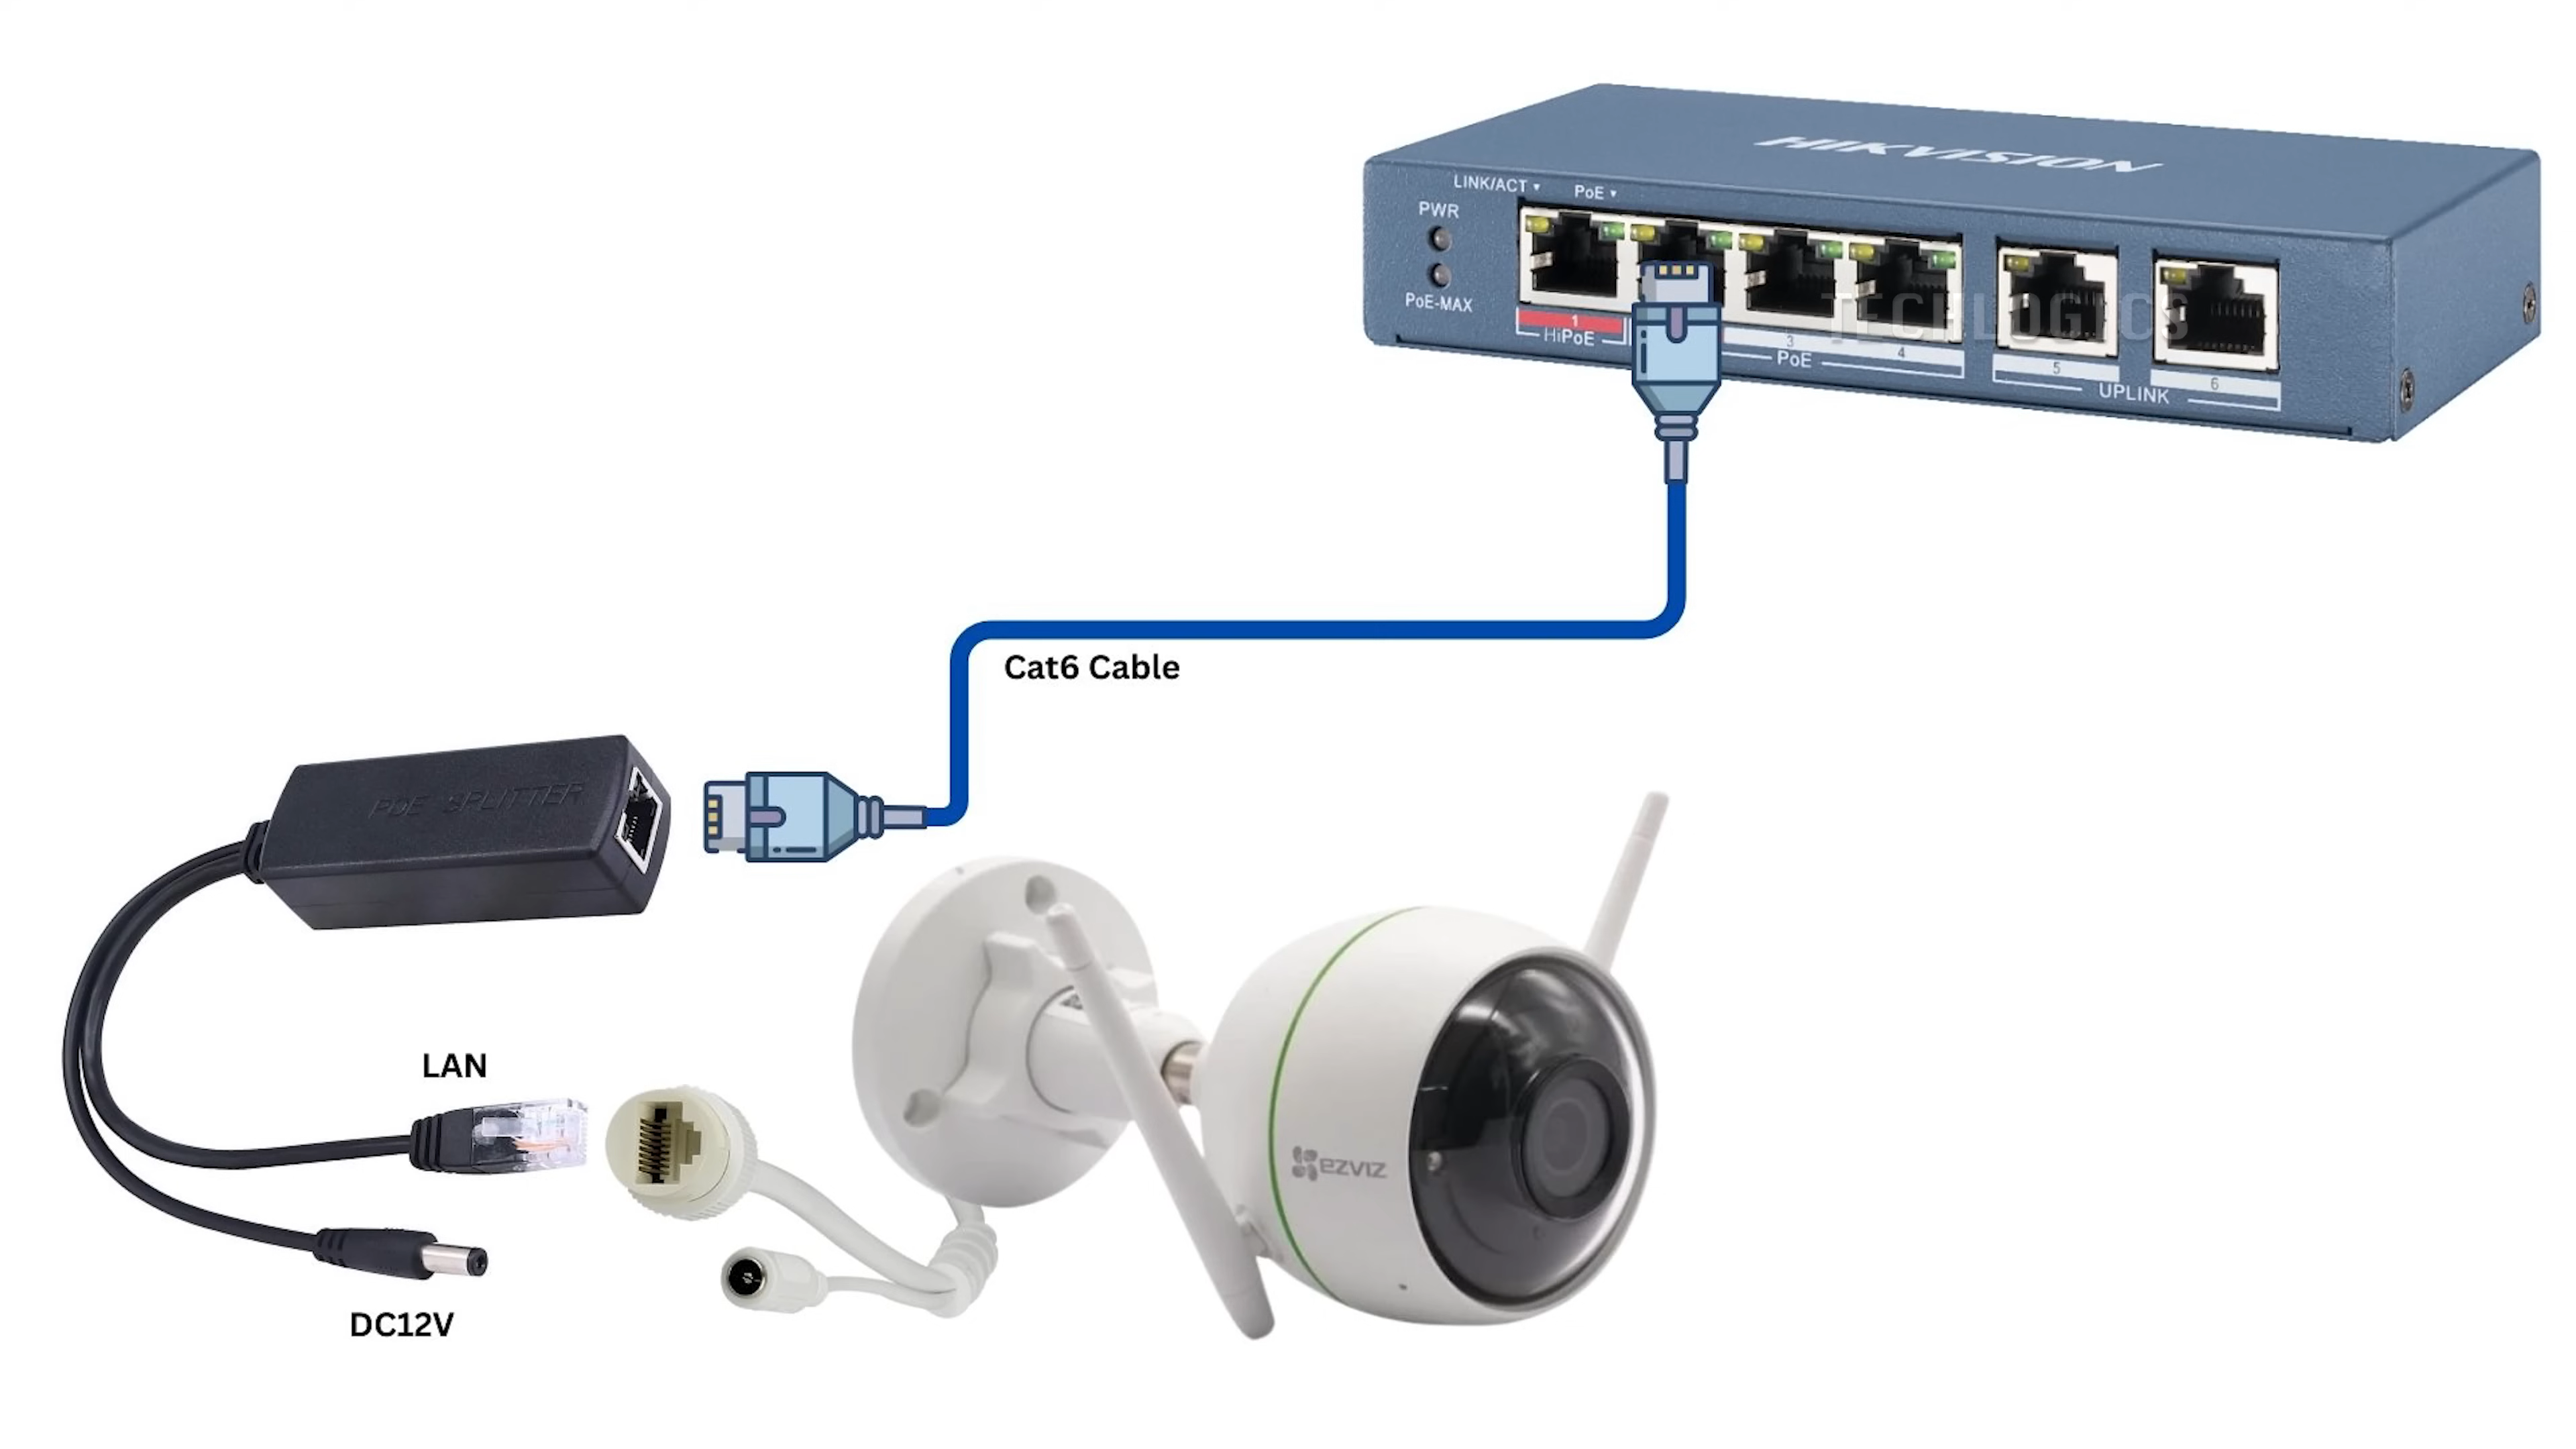 HIKVISION
LINK/ACT ▾ PoE ▾
PWR
PoE-MAX
1
HiPoE
3
4
PoE
5
6
UPLINK
TECHLOGICS
Cat6 Cable
POE SPLITTER
LAN
ezviz
DC12V